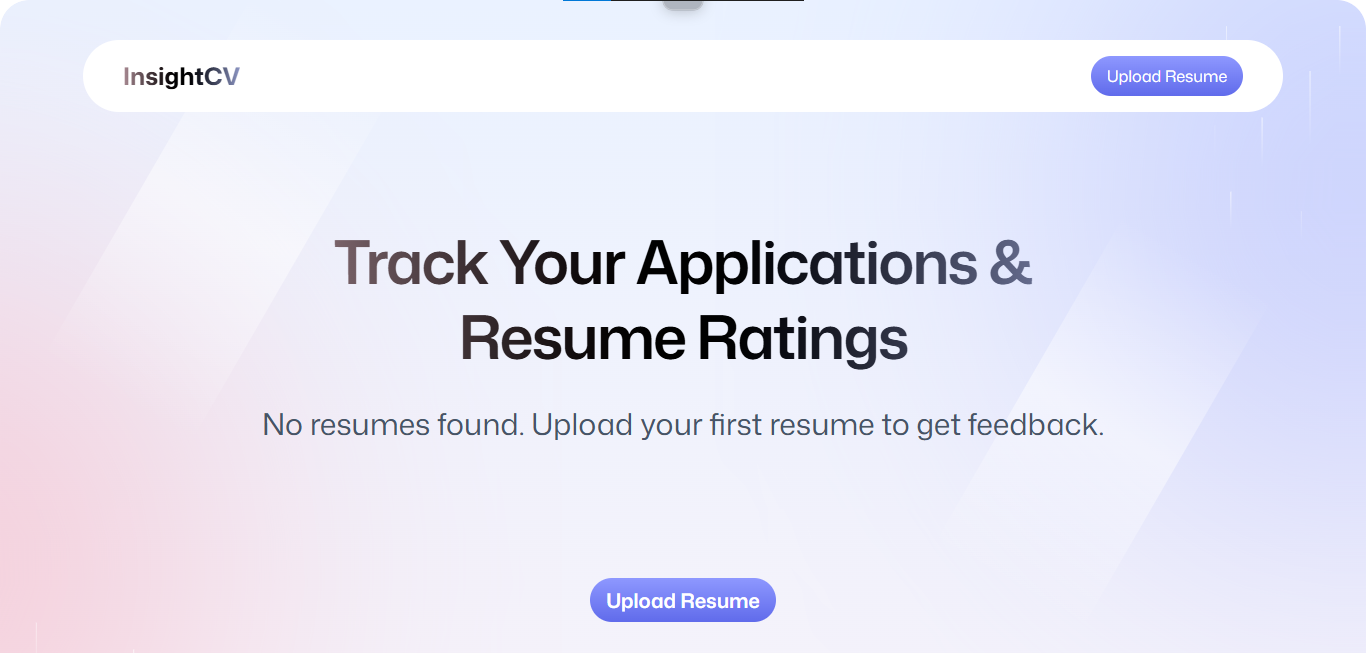 InsightCV
Upload Resume
Track Your Applications &
Resume Ratings
No resumes found. Upload your first resume to get feedback.
Upload Resume